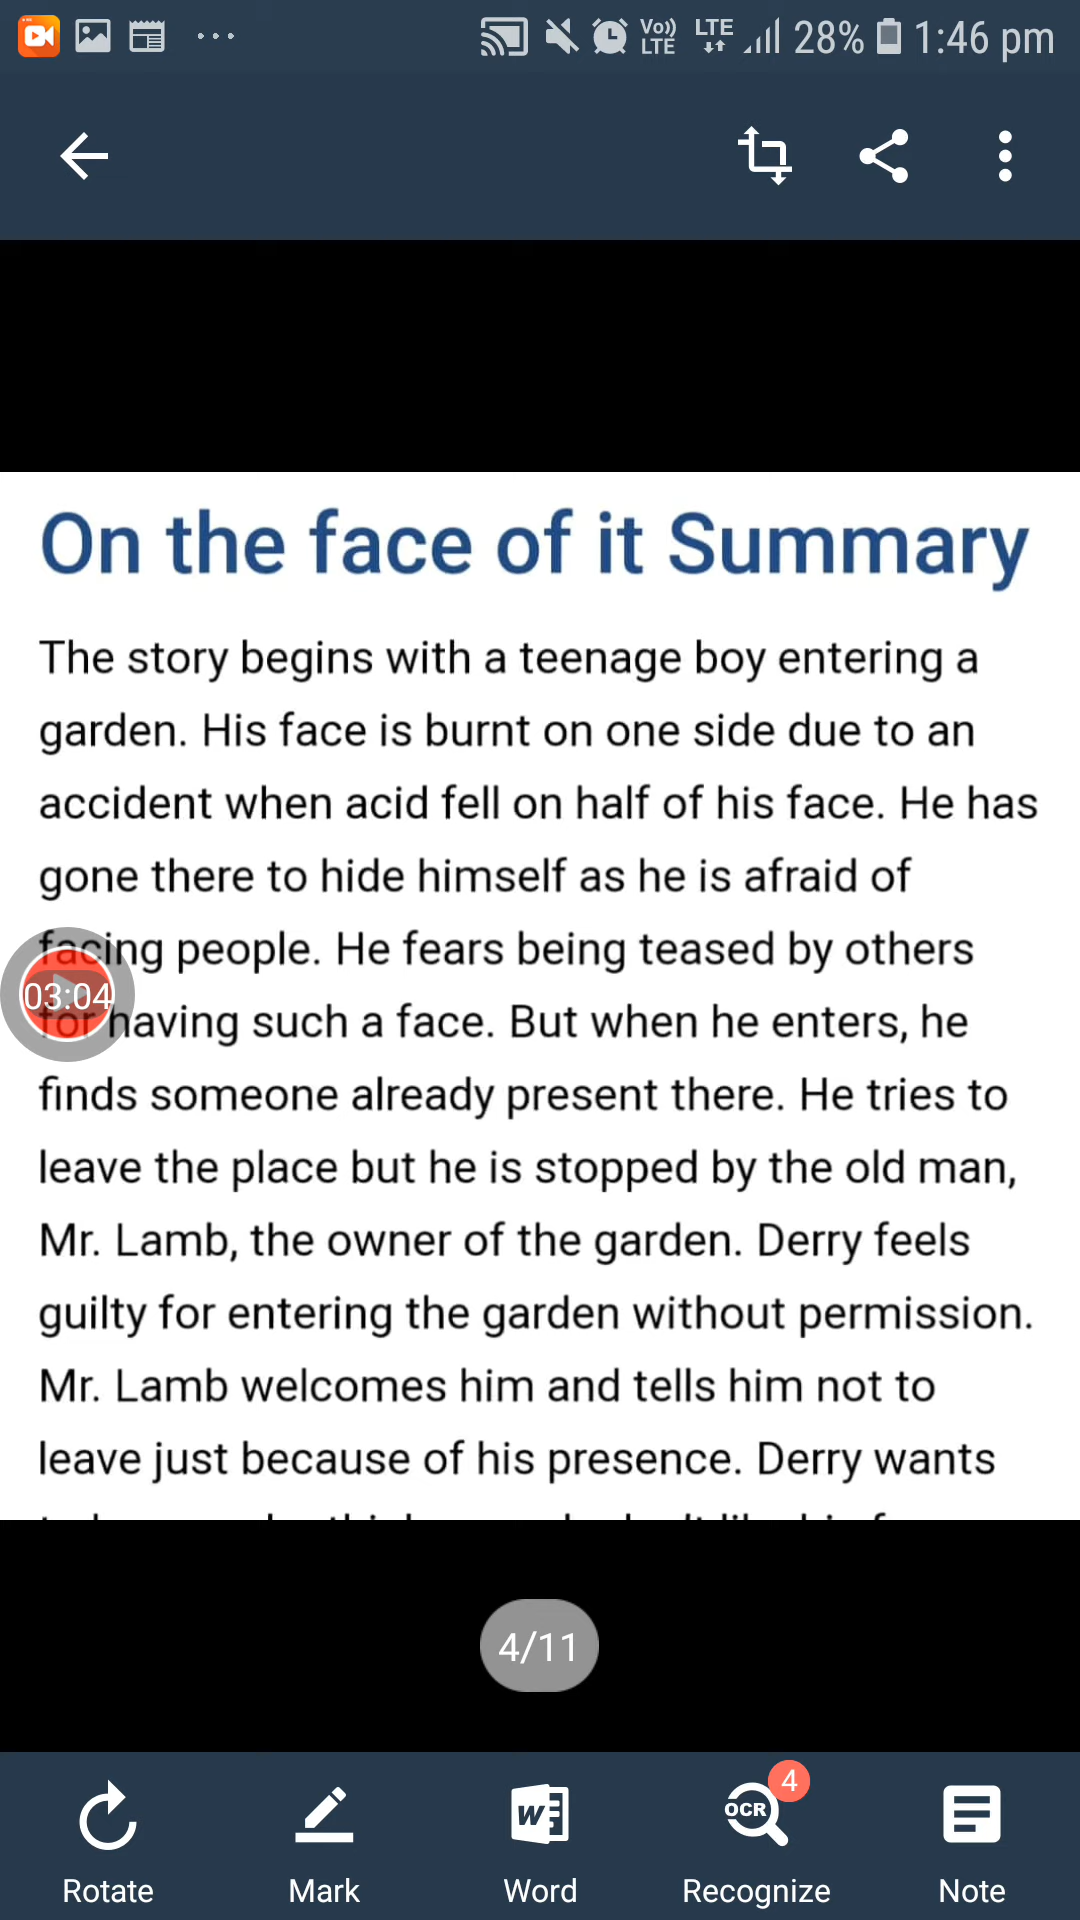 Vo)) LTE LTE 28% 1:46 pm
On the face of it Summary
The story begins with a teenage boy entering a
garden. His face is burnt on one side due to an
accident when acid fell on half of his face. He has
gone there to hide himself as he is afraid of
facing people. He fears being teased by others
03:04
for having such a face. But when he enters, he
finds someone already present there. He tries to
leave the place but he is stopped by the old man,
Mr. Lamb, the owner of the garden. Derry feels
guilty for entering the garden without permission.
Mr. Lamb welcomes him and tells him not to
leave just because of his presence. Derry wants
4/11
W OCR 4
Rotate Mark Word Recognize Note